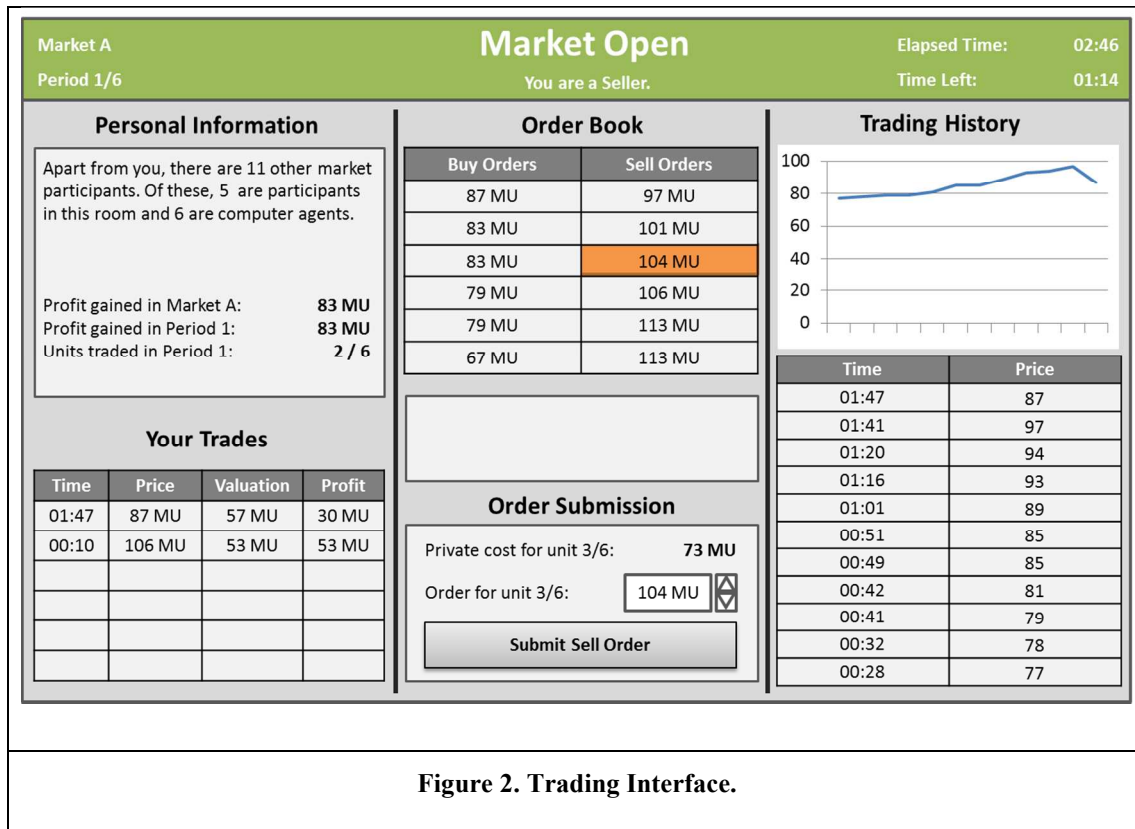 Market A
Period 1/6
Market Open
You are a Seller.
Elapsed Time: 02:46
Time Left: 01:14
Personal Information
Apart from you, there are 11 other market
participants. Of these, 5 are participants
in this room and 6 are computer agents.
Profit gained in Market A: 83 MU
Profit gained in Period 1: 83 MU
Units traded in Period 1: 2 / 6
Your Trades
Time Price Valuation Profit
01:47 87 MU 57 MU 30 MU
00:10 106 MU 53 MU 53 MU
Order Book
Buy Orders Sell Orders
87 MU 97 MU
83 MU 101 MU
83 MU 104 MU
79 MU 106 MU
79 MU 113 MU
67 MU 113 MU
Order Submission
Private cost for unit 3/6: 73 MU
Order for unit 3/6: 104 MU
Submit Sell Order
Trading History
100
80
60
40
20
0
Time Price
01:47 87
01:41 97
01:20 94
01:16 93
01:01 89
00:51 85
00:49 85
00:42 81
00:41 79
00:32 78
00:28 77
Figure 2. Trading Interface.